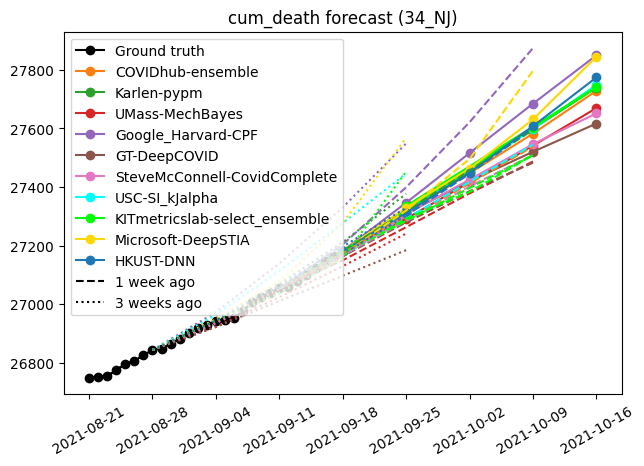 cum_death forecast (34_NJ)
27800
27600
27400
27200
27000
26800
Ground truth
COVIDhub-ensemble
Karlen-pypm
UMass-MechBayes
Google_Harvard-CPF
GT-DeepCOVID
SteveMcConnell-CovidComplete
USC-SI_kJalpha
KITmetricslab-select_ensemble
Microsoft-DeepSTIA
HKUST-DNN
1 week ago
3 weeks ago
2021-08-21
2021-08-28
2021-09-04
2021-09-11
2021-09-18
2021-09-25
2021-10-02
2021-10-09
2021-10-16